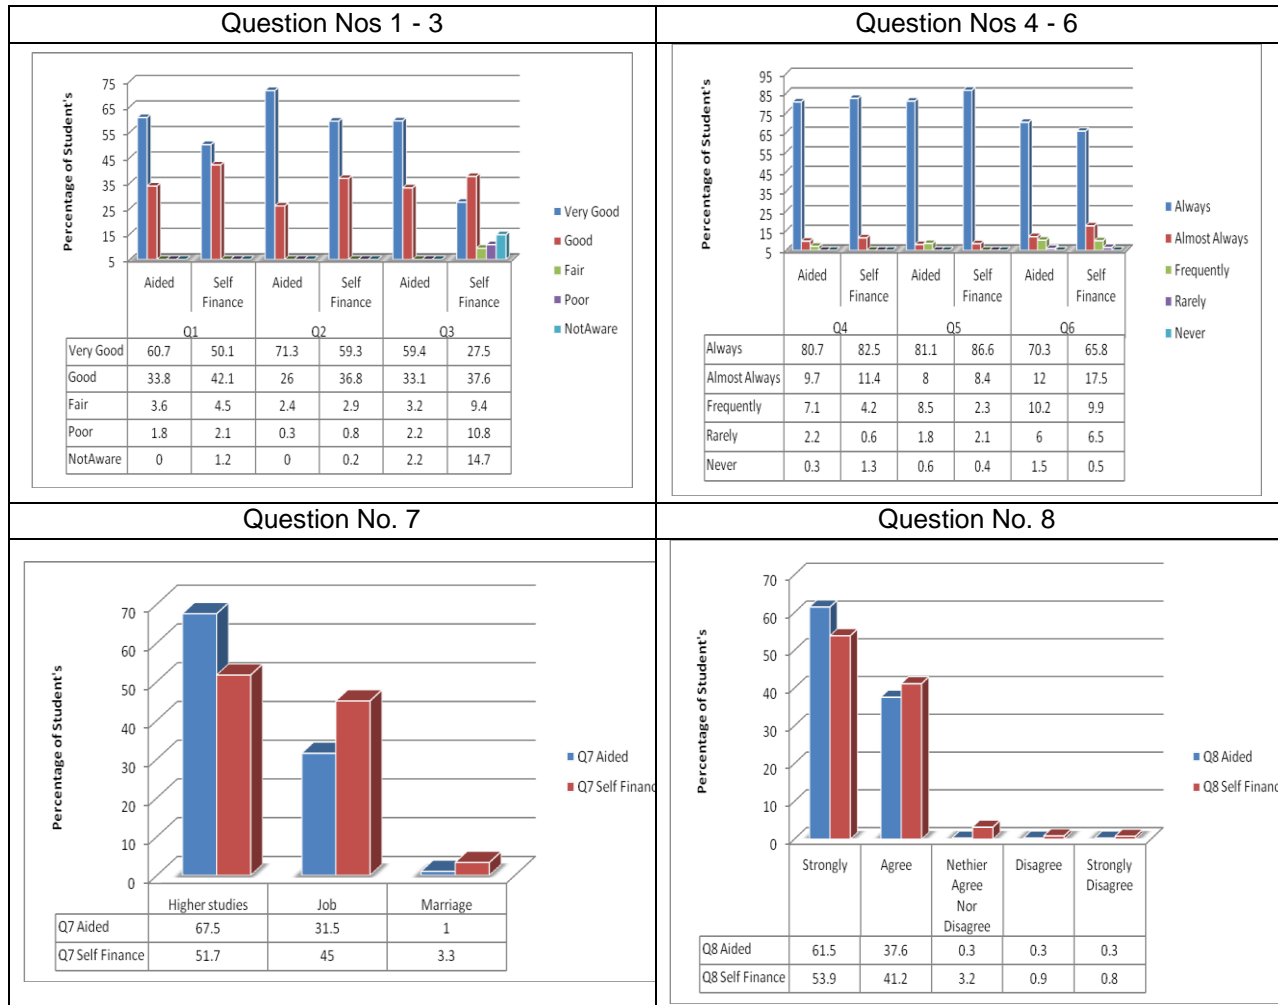 Question Nos 1 - 3
75
65
55
45
35
25
15
5
Percentage of Student's
Very Good
Good
Fair
Poor
NotAware
Aided Self Finance Aided Self Finance Aided Self Finance
Q1 Q2 Q3
Very Good 60.7 50.1 71.3 59.3 59.4 27.5
Good 33.8 42.1 26 36.8 33.1 37.6
Fair 3.6 4.5 2.4 2.9 3.2 9.4
Poor 1.8 2.1 0.3 0.8 2.2 10.8
NotAware 0 1.2 0 0.2 2.2 14.7
Question Nos 4 - 6
95
85
75
65
55
45
35
25
15
5
Percentage of Student's
Always
Almost Always
Frequently
Rarely
Never
Aided Self Finance Aided Self Finance Aided Self Finance
Q4 Q5 Q6
Always 80.7 82.5 81.1 86.6 70.3 65.8
Almost Always 9.7 11.4 8 8.4 12 17.5
Frequently 7.1 4.2 8.5 2.3 10.2 9.9
Rarely 2.2 0.6 1.8 2.1 6 6.5
Never 0.3 1.3 0.6 0.4 1.5 0.5
Question No. 7
70
60
50
40
30
20
10
0
Percentage of Student's
Q7 Aided
Q7 Self Financ
Higher studies Job Marriage
Q7 Aided 67.5 31.5 1
Q7 Self Finance 51.7 45 3.3
Question No. 8
70
60
50
40
30
20
10
0
Percentage of Student's
Q8 Aided
Q8 Self Financ
Strongly Agree Nethier Agree Nor Disagree Disagree Strongly Disagree
Q8 Aided 61.5 37.6 0.3 0.3 0.3
Q8 Self Finance 53.9 41.2 3.2 0.9 0.8